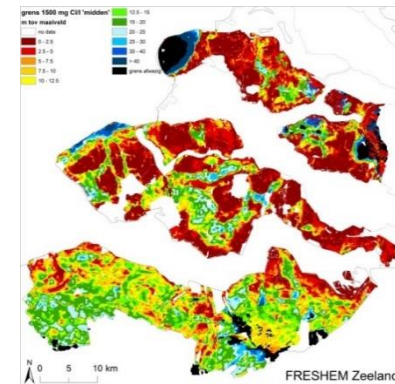 grens 1500 mg Cl/l 'midden'
m tov maaiveld
no data
0 - 2.5
2.5 - 5
5 - 7.5
7.5 - 10
10 - 12.5
12.5 - 15
15 - 20
20 - 25
25 - 30
30 - 40
> 40
grens afwezig
N
0 5 10 km
FRESHEM Zeeland